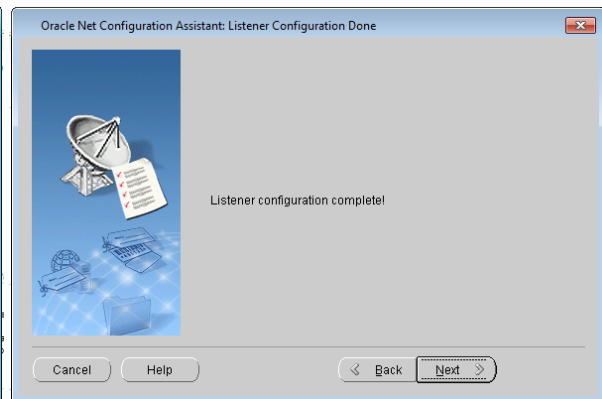 Oracle Net Configuration Assistant: Listener Configuration Done
Listener configuration complete!
Cancel
Help
Back
Next